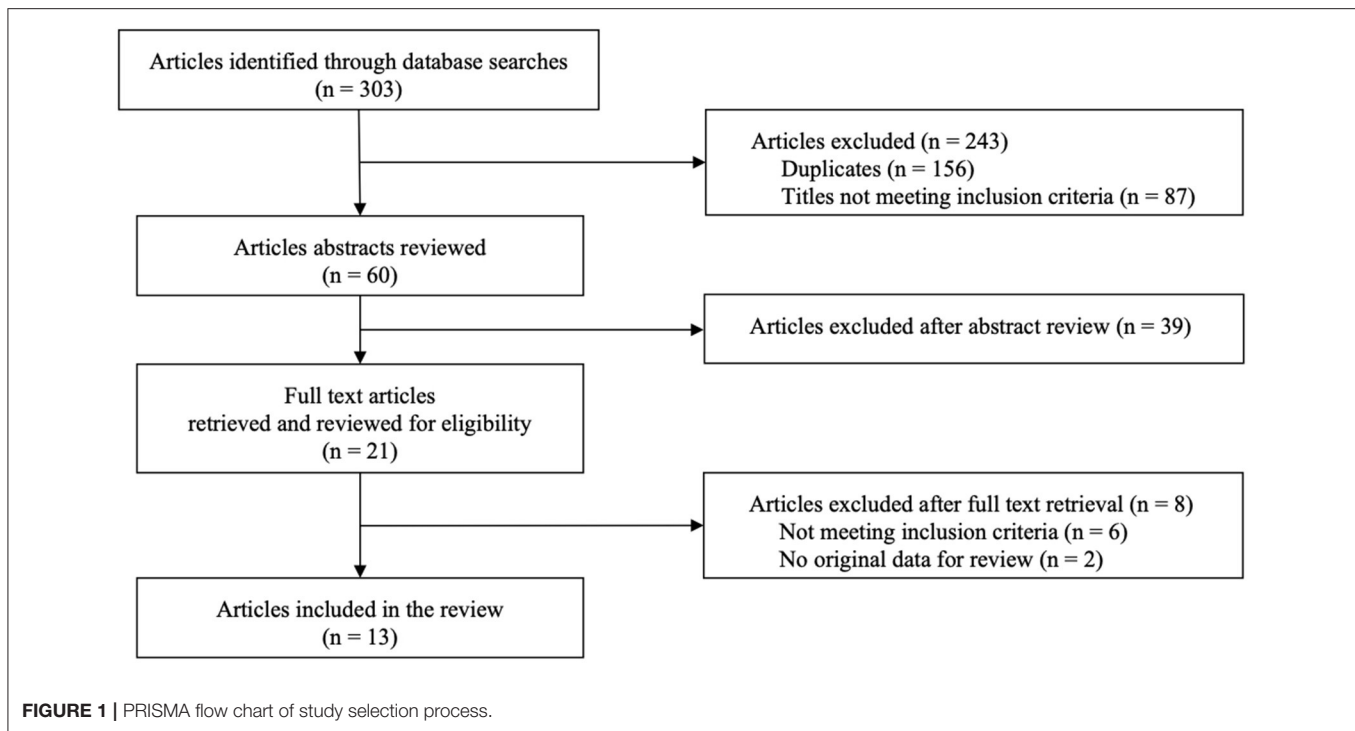 Articles identified through database searches
(n = 303)
Articles excluded (n = 243)
Duplicates (n = 156)
Titles not meeting inclusion criteria (n = 87)
Articles abstracts reviewed
(n = 60)
Articles excluded after abstract review (n = 39)
Full text articles
retrieved and reviewed for eligibility
(n = 21)
Articles excluded after full text retrieval (n = 8)
Not meeting inclusion criteria (n = 6)
No original data for review (n = 2)
Articles included in the review
(n = 13)
FIGURE 1 | PRISMA flow chart of study selection process.